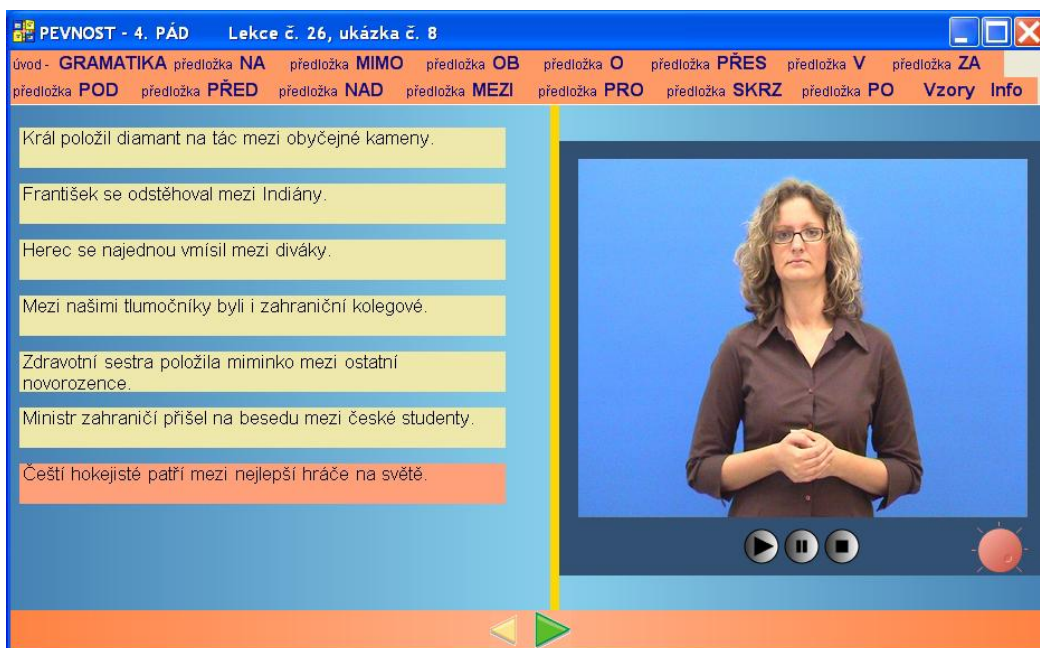 PEVNOST - 4. PÁD Lekce č. 26, ukázka č. 8
úvod - GRAMATIKA předložka NA předložka MIMO předložka OB předložka O předložka PŘES předložka V předložka ZA
předložka POD předložka PŘED předložka NAD předložka MEZI předložka PRO předložka SKRZ předložka PO Vzory Info
Král položil diamant na tác mezi obyčejné kameny.
František se odstěhoval mezi Indiány.
Herec se najednou vmísil mezi diváky.
Mezi našimi tlumočníky byli i zahraniční kolegové.
Zdravotní sestra položila miminko mezi ostatní
novorozence.
Ministr zahraničí přišel na besedu mezi české studenty.
Čeští hokejisté patří mezi nejlepší hráče na světě.